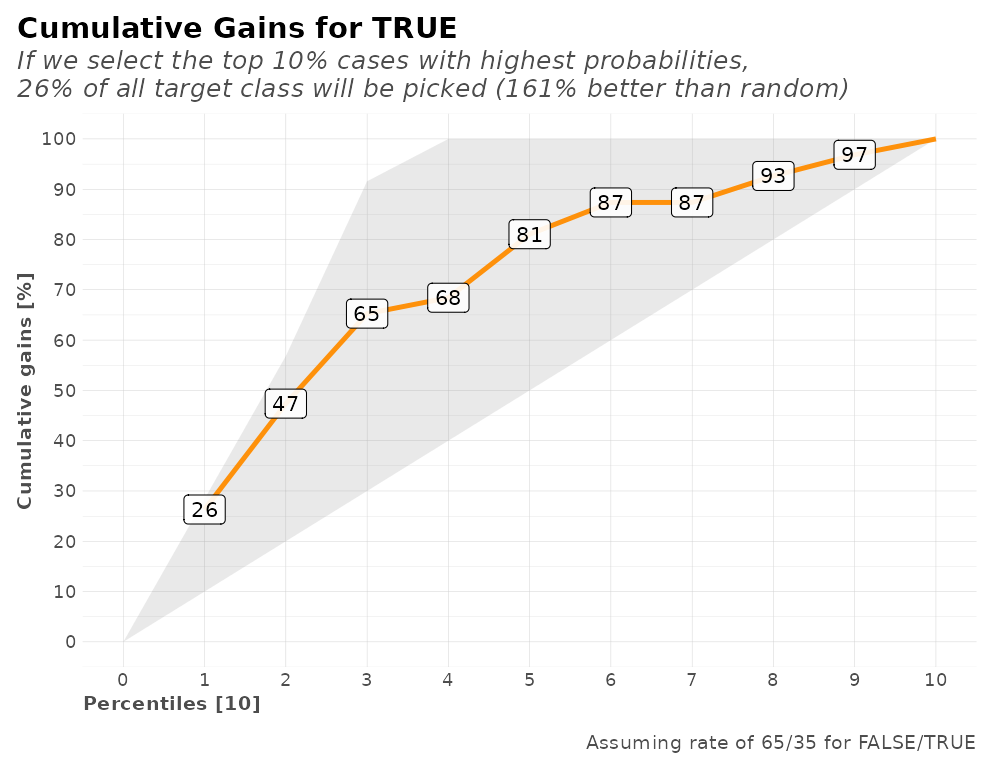 Cumulative Gains for TRUE
If we select the top 10% cases with highest probabilities,
26% of all target class will be picked (161% better than random)
Cumulative gains [%]
100
90
80
70
60
50
40
30
20
10
0
26
47
65
68
81
87
87
93
97
0 1 2 3 4 5 6 7 8 9 10
Percentiles [10]
Assuming rate of 65/35 for FALSE/TRUE